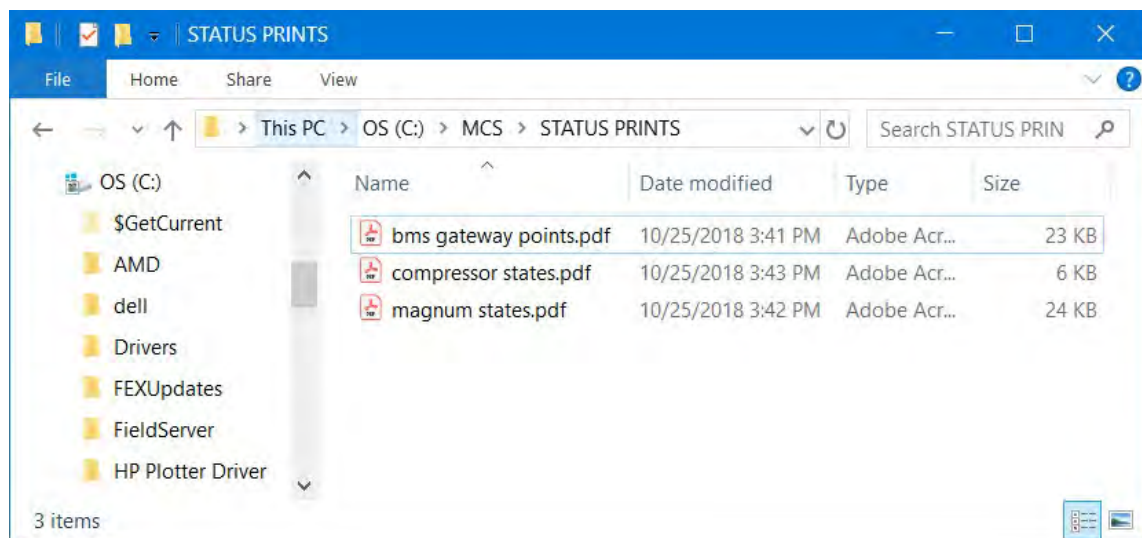 STATUS PRINTS
File Home Share View ?
> This PC > OS (C:) > MCS > STATUS PRINTS Search STATUS PRIN
OS (C:) Name Date modified Type Size
$GetCurrent bms gateway points.pdf 10/25/2018 3:41 PM Adobe Acr... 23 KB
AMD compressor states.pdf 10/25/2018 3:43 PM Adobe Acr... 6 KB
dell magnum states.pdf 10/25/2018 3:42 PM Adobe Acr... 24 KB
Drivers
FEXUpdates
FieldServer
HP Plotter Driver
3 items